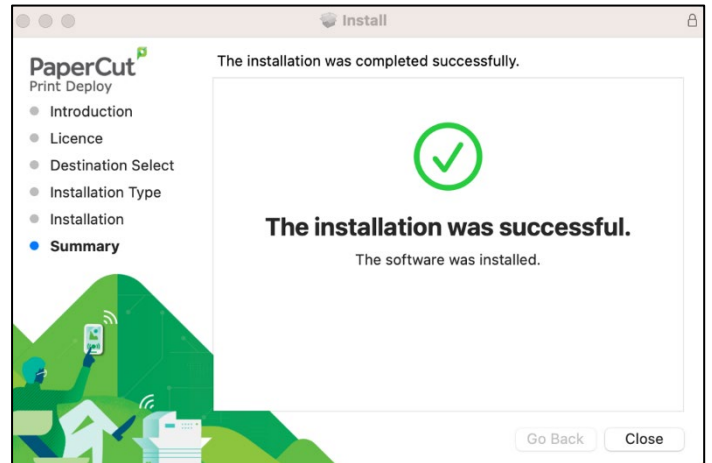 Install
PaperCut
Print Deploy
The installation was completed successfully.
Introduction
Licence
Destination Select
Installation Type
Installation
Summary
The installation was successful.
The software was installed.
Go Back
Close